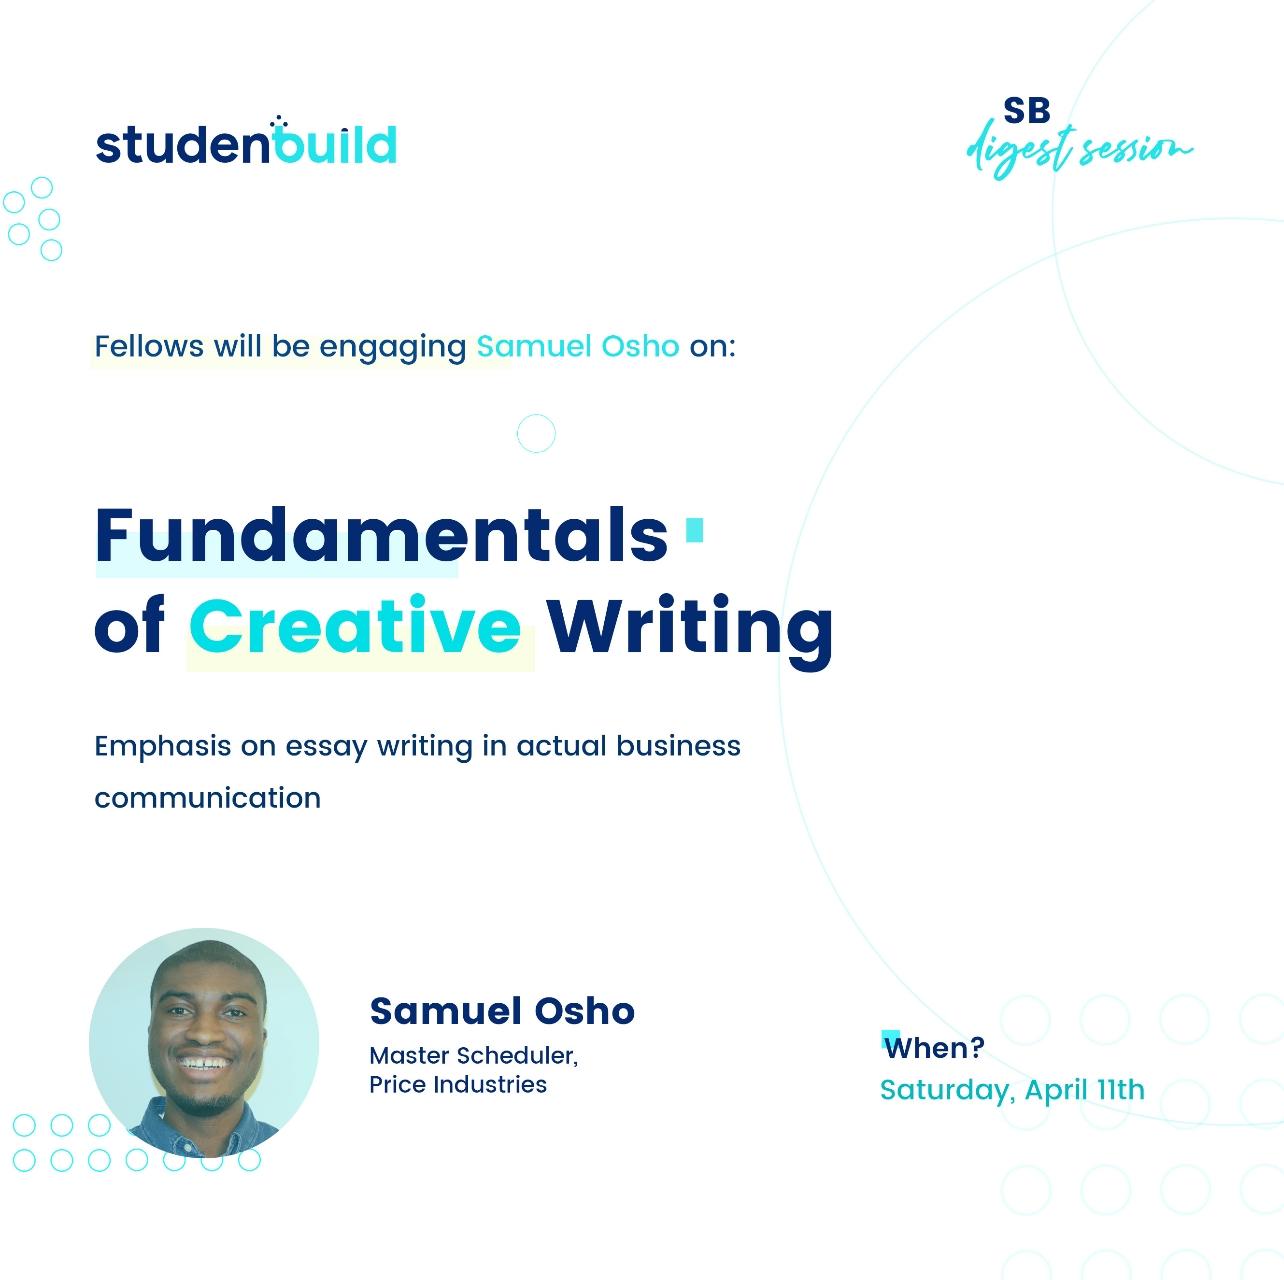 studenbuild
SB
digest session
Fellows will be engaging Samuel Osho on:
Fundamentals
of Creative Writing
Emphasis on essay writing in actual business
communication
Samuel Osho
Master Scheduler,
Price Industries
When?
Saturday, April 11th